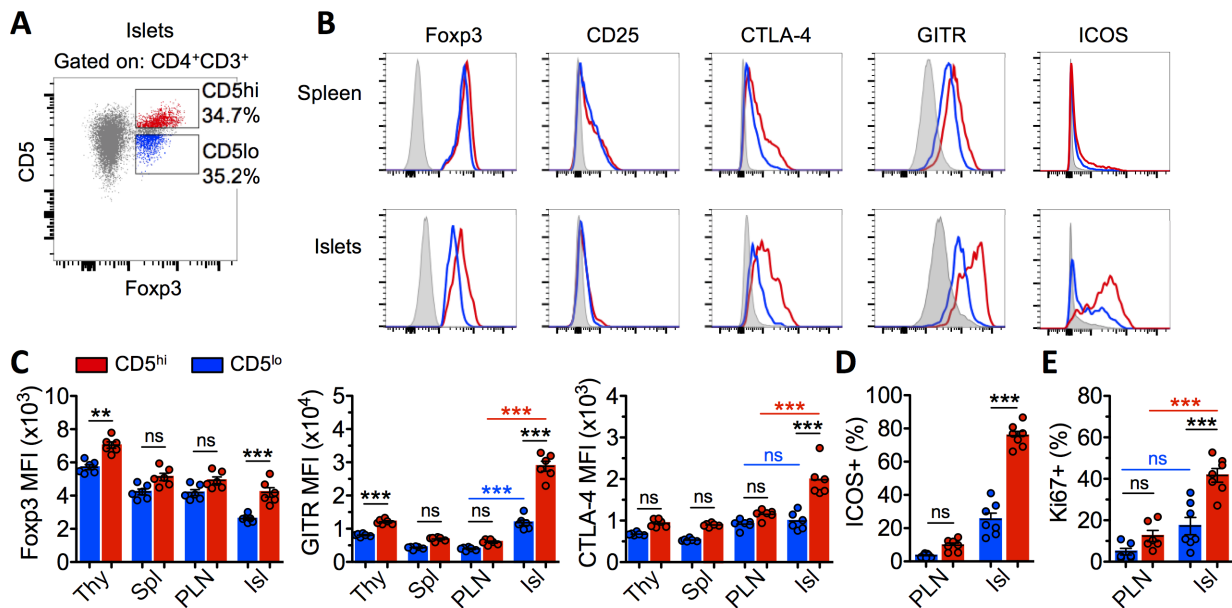 A
Islets
Gated on: CD4⁺CD3⁺
CD5hi
34.7%
CD5lo
35.2%
CD5
Foxp3
B
Foxp3 CD25 CTLA-4 GITR ICOS
Spleen
Islets
C
CD5ʰⁱ CD5ˡᵒ
Foxp3 MFI (x10³)
10
8
6
4
2
0
** ns ns ***
Thy Spl PLN Isl
GITR MFI (x10⁴)
5
4
3
2
1
0
*** ns ns *** *** ***
Thy Spl PLN Isl
CTLA-4 MFI (x10³)
4
3
2
1
0
ns ns ns ns *** ***
Thy Spl PLN Isl
D
ICOS+ (%)
100
80
60
40
20
0
ns ***
PLN Isl
E
Ki67+ (%)
80
60
40
20
0
ns ns *** ***
PLN Isl